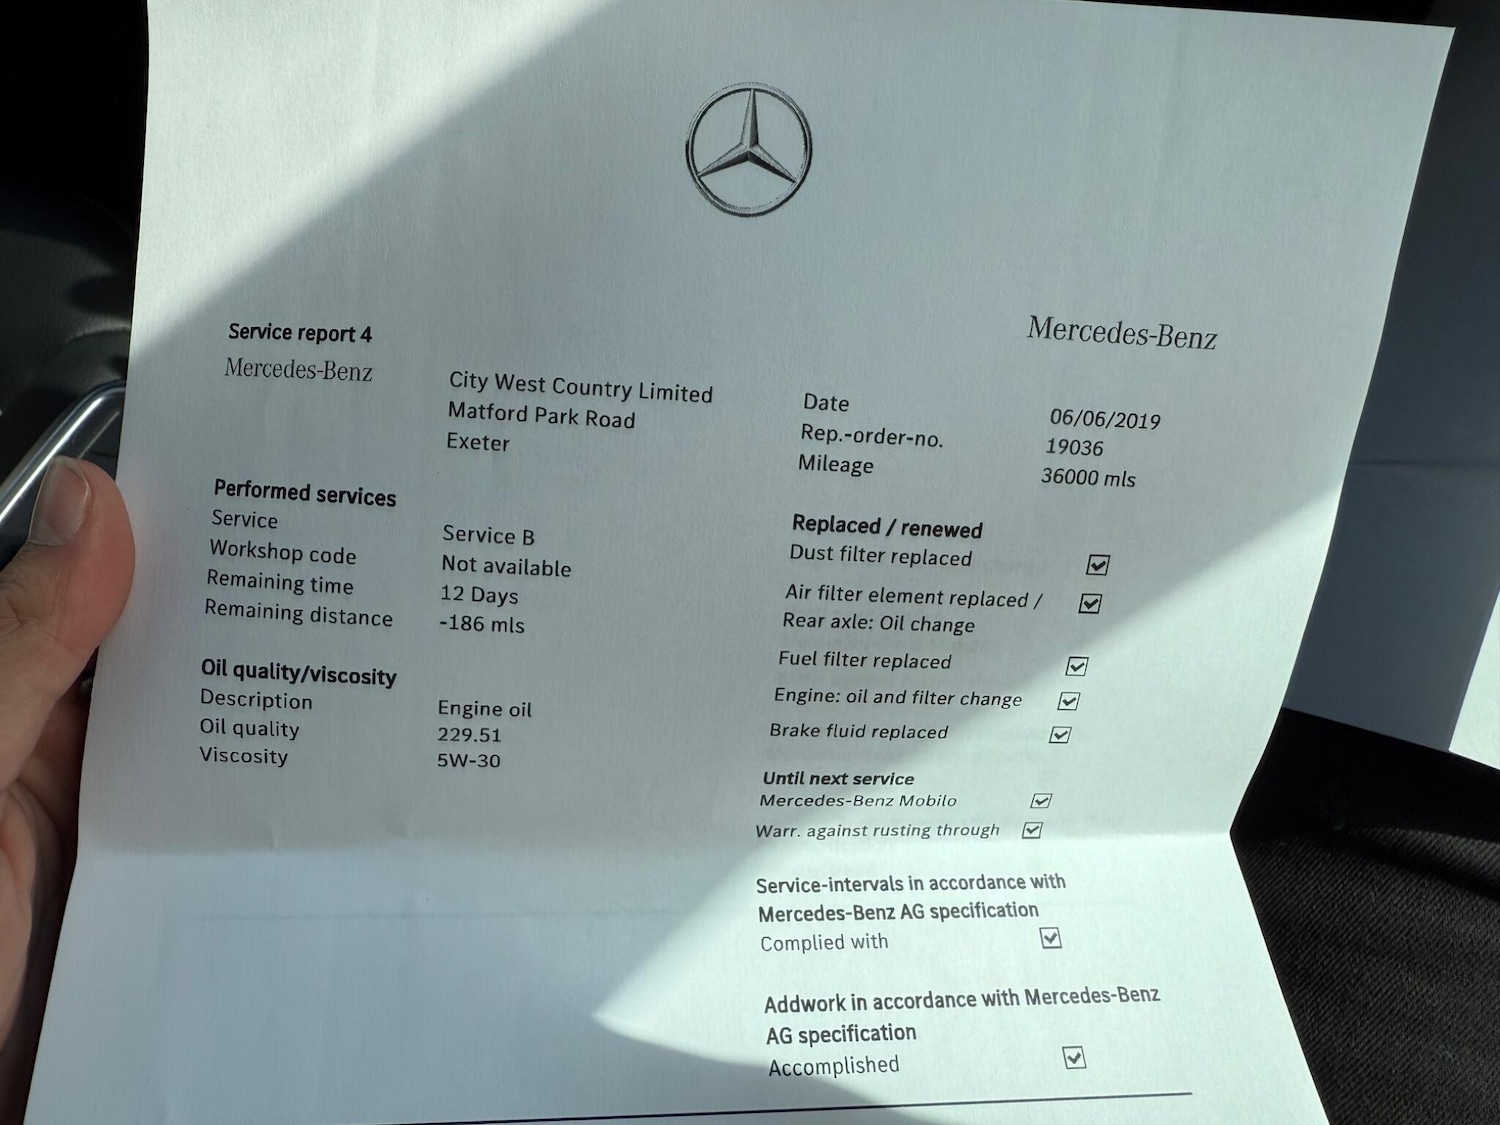 Service report 4
Mercedes-Benz
Mercedes-Benz
City West Country Limited
Matford Park Road
Exeter
Date 06/06/2019
Rep.-order-no. 19036
Mileage 36000 mls
Performed services
Service Service B
Workshop code Not available
Remaining time 12 Days
Remaining distance -186 mls
Oil quality/viscosity
Description Engine oil
Oil quality 229.51
Viscosity 5W-30
Replaced / renewed
Dust filter replaced
Air filter element replaced /
Rear axle: Oil change
Fuel filter replaced
Engine: oil and filter change
Brake fluid replaced
Until next service
Mercedes-Benz Mobilo
Warr. against rusting through
Service-intervals in accordance with
Mercedes-Benz AG specification
Complied with
Addwork in accordance with Mercedes-Benz
AG specification
Accomplished